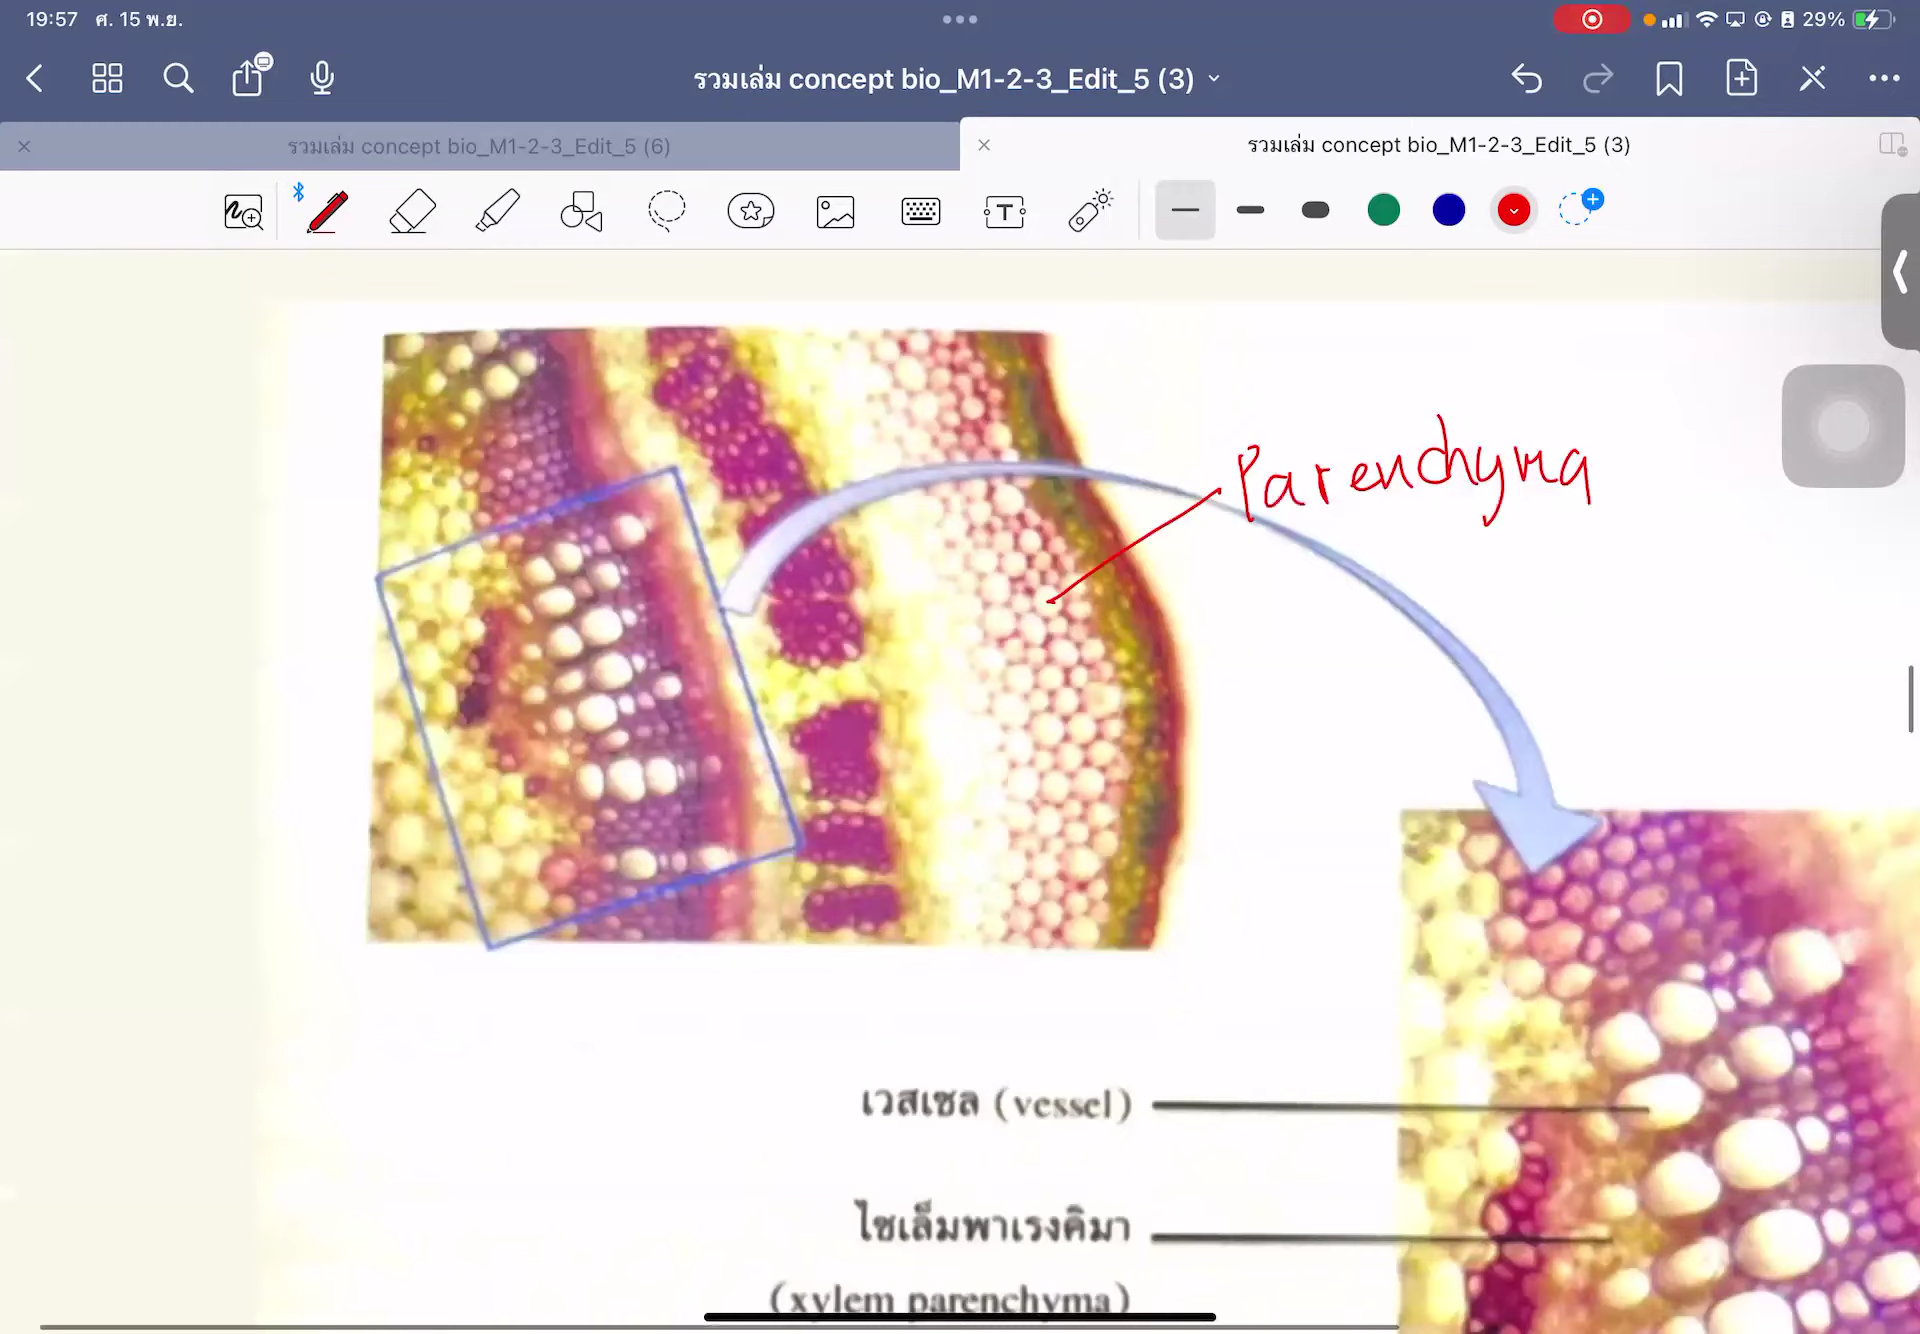 19:57 ศ. 15 พ.ย.
29%
รวมเล่ม concept bio_M1-2-3_Edit_5 (3)
รวมเล่ม concept bio_M1-2-3_Edit_5 (6)
รวมเล่ม concept bio_M1-2-3_Edit_5 (3)
Parenchyma
เวสเซล (vessel)
ไซเล็มพาเรงคิมา
(xylem parenchyma)